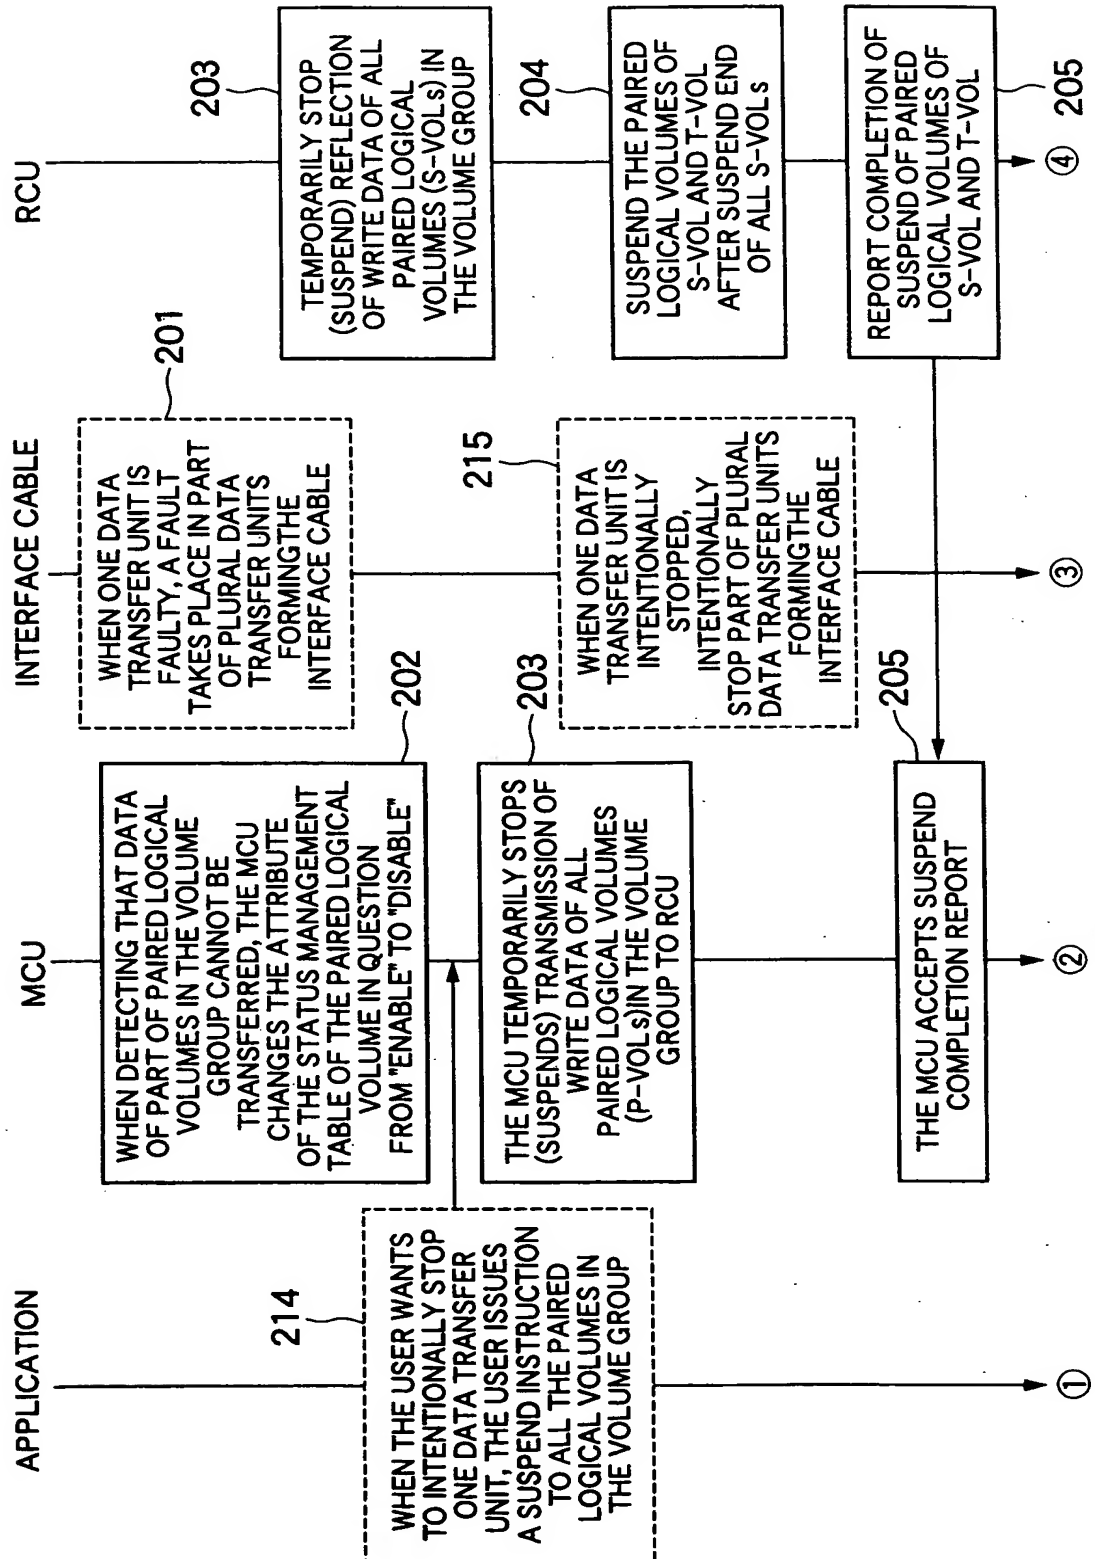 APPLICATION
214
WHEN THE USER WANTS
TO INTENTIONALLY STOP
ONE DATA TRANSFER
UNIT, THE USER ISSUES
A SUSPEND INSTRUCTION
TO ALL THE PAIRED
LOGICAL VOLUMES IN
THE VOLUME GROUP
①
MCU
WHEN DETECTING THAT DATA
OF PART OF PAIRED LOGICAL
VOLUMES IN THE VOLUME
GROUP CANNOT BE
TRANSFERRED, THE MCU
CHANGES THE ATTRIBUTE
OF THE STATUS MANAGEMENT
TABLE OF THE PAIRED LOGICAL
VOLUME IN QUESTION
FROM "ENABLE" TO "DISABLE"
202
THE MCU TEMPORARILY STOPS
(SUSPENDS) TRANSMISSION OF
WRITE DATA OF ALL
PAIRED LOGICAL VOLUMES
(P-VOLs)IN THE VOLUME
GROUP TO RCU
203
THE MCU ACCEPTS SUSPEND
COMPLETION REPORT
205
②
INTERFACE CABLE
WHEN ONE DATA
TRANSFER UNIT IS
FAULTY, A FAULT
TAKES PLACE IN PART
OF PLURAL DATA
TRANSFER UNITS
FORMINGTHE
INTERFACE CABLE
201
215
WHEN ONE DATA
TRANSFER UNIT IS
INTENTIONALLY
STOPPED,
INTENTIONALLY
STOP PART OF PLURAL
DATA TRANSFER UNITS
FORMINGTHE
INTERFACE CABLE
③
RCU
203
TEMPORARILY STOP
(SUSPEND) REFLECTION
OF WRITE DATA OF ALL
PAIRED LOGICAL
VOLUMES (S-VOLs) IN
THE VOLUME GROUP
204
SUSPEND THE PAIRED
LOGICAL VOLUMES OF
S-VOL AND T-VOL
AFTER SUSPEND END
OF ALL S-VOLs
REPORT COMPLETION OF
SUSPEND OF PAIRED
LOGICAL VOLUMES OF
S-VOL AND T-VOL
205
④